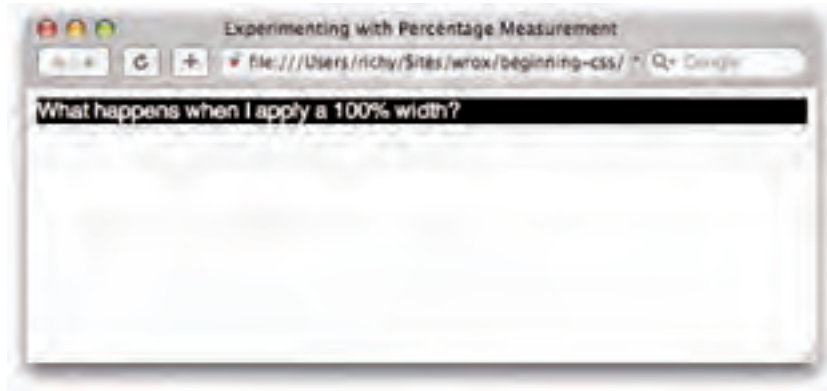 Experimenting with Percentage Measurement
file:///Users/richy/Sites/wrox/beginning-css/ Google
What happens when I apply a 100% width?